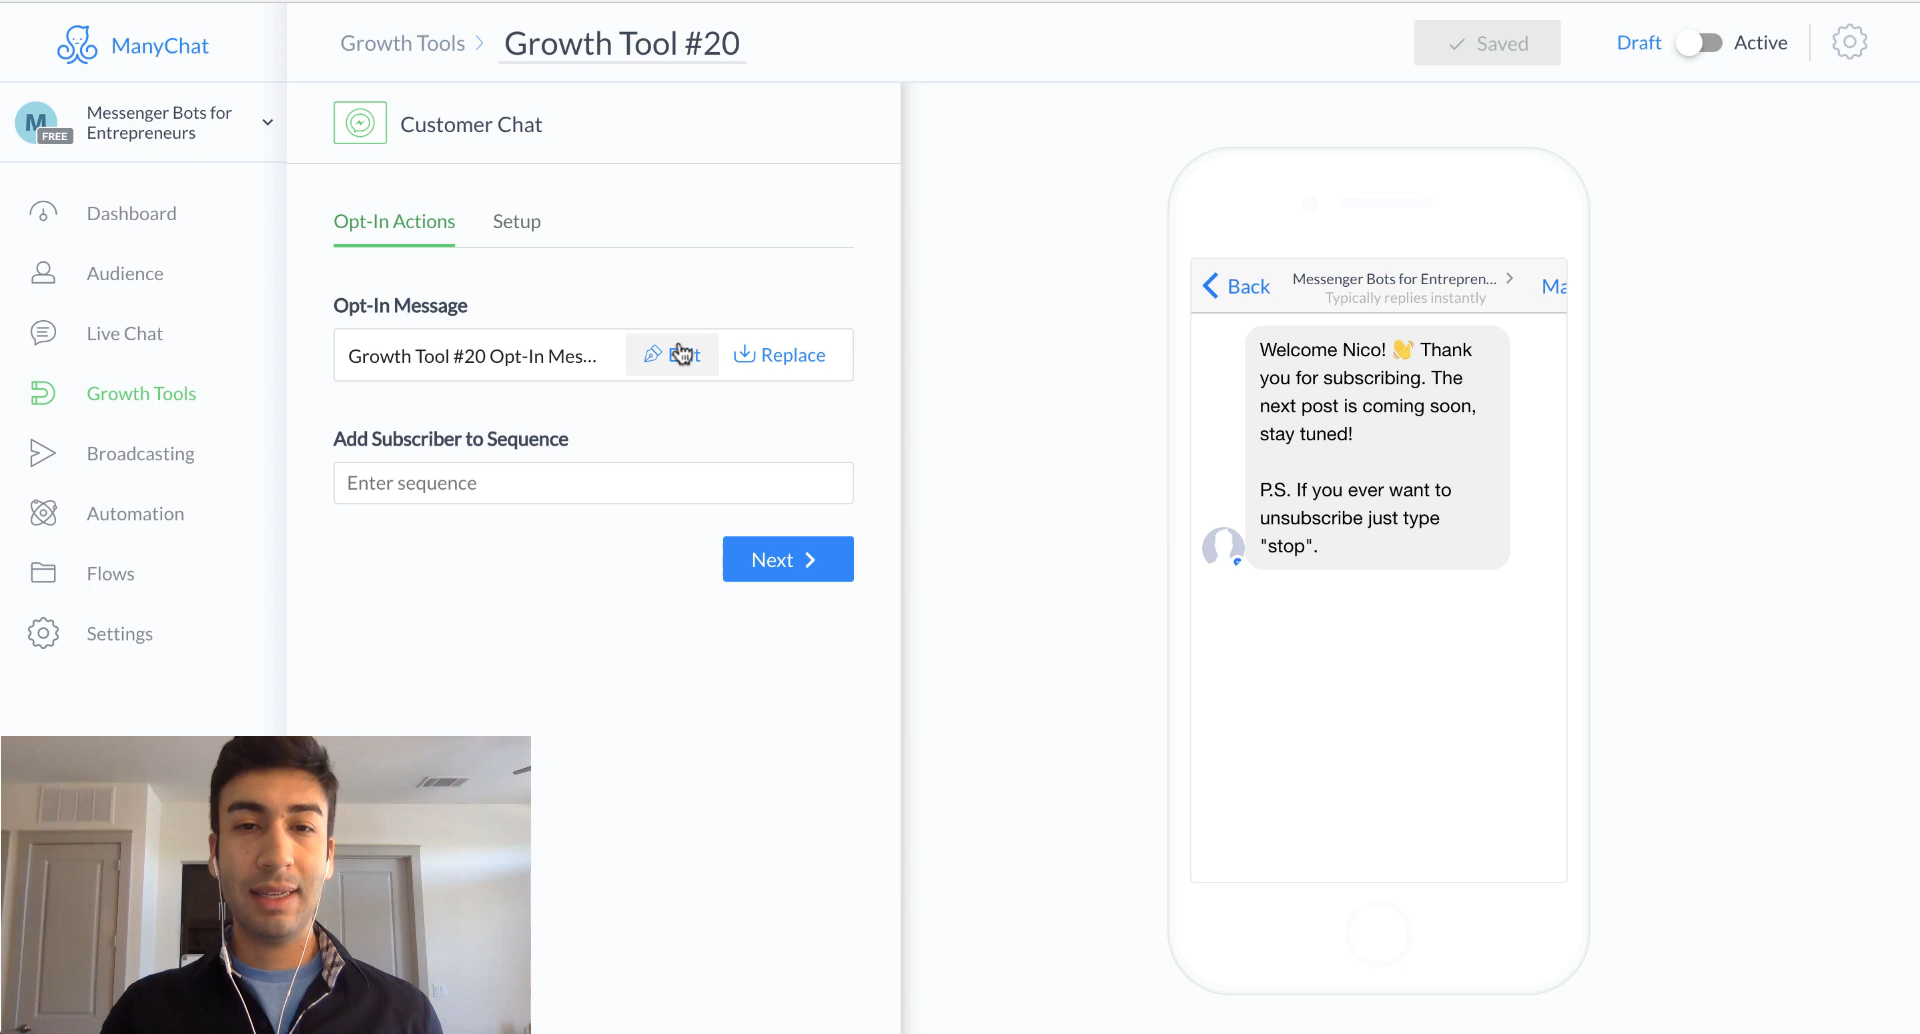 ManyChat
Growth Tools
Growth Tool #20
Saved
Draft
Active
M
FREE
Messenger Bots for
Entrepreneurs
Customer Chat
Dashboard
Audience
Live Chat
Growth Tools
Broadcasting
Automation
Flows
Settings
Opt-In Actions
Setup
Opt-In Message
Growth Tool #20 Opt-In Mes...
Replace
Add Subscriber to Sequence
Enter sequence
Next
Back
Messenger Bots for Entrepren...
Typically replies instantly
Ma
Welcome Nico! 👋 Thank
you for subscribing. The
next post is coming soon,
stay tuned!
P.S. If you ever want to
unsubscribe just type
"stop".